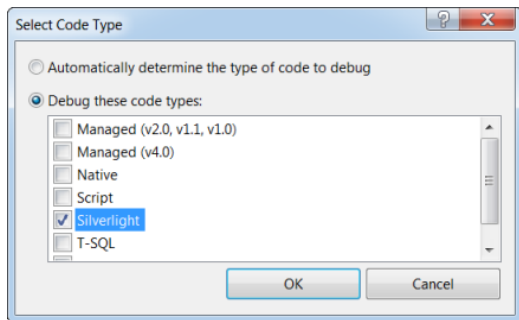 Select Code Type
?
X
Automatically determine the type of code to debug
Debug these code types:
Managed (v2.0, v1.1, v1.0)
Managed (v4.0)
Native
Script
Silverlight
T-SQL
OK Cancel